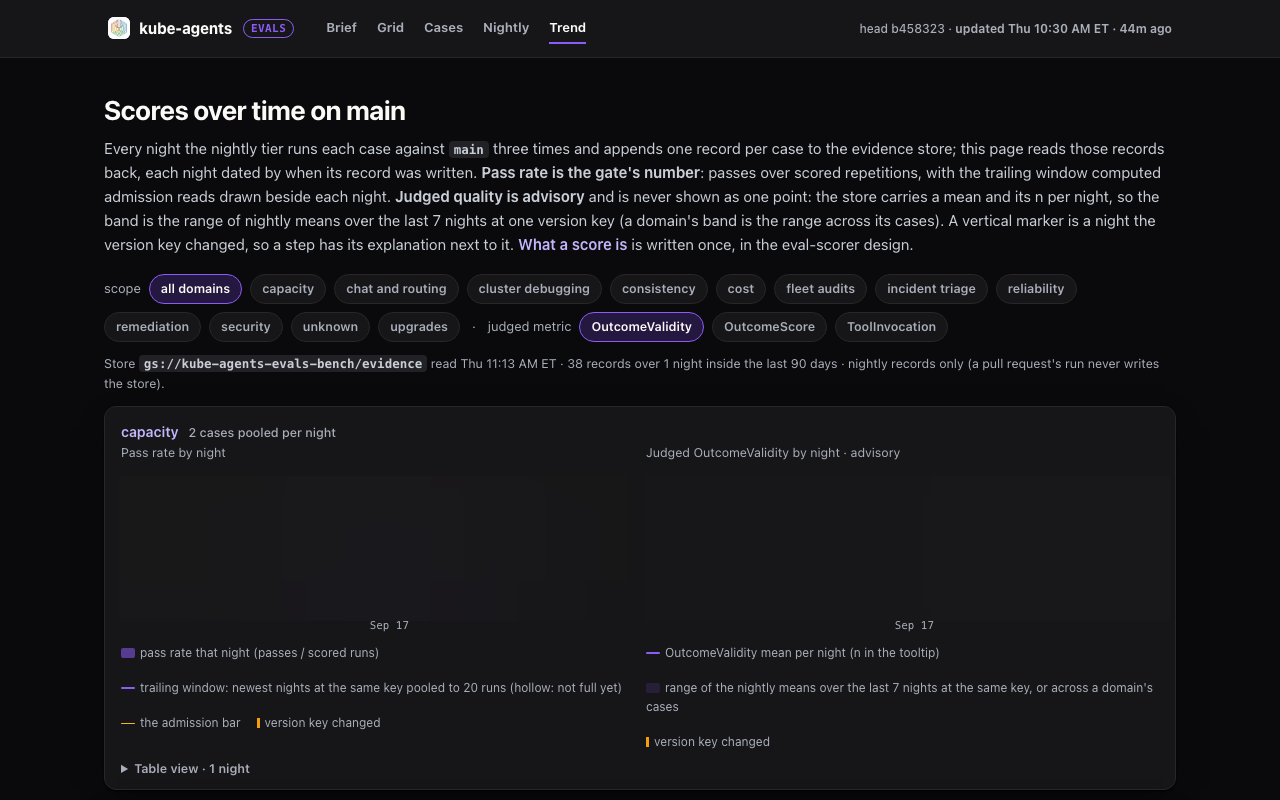 kube-agents EVALS Brief Grid Cases Nightly Trend head b458323 · updated Thu 10:30 AM ET · 44m ago
Scores over time on main
Every night the nightly tier runs each case against main three times and appends one record per case to the evidence store; this page reads those records
back, each night dated by when its record was written. Pass rate is the gate's number: passes over scored repetitions, with the trailing window computed
admission reads drawn beside each night. Judged quality is advisory and is never shown as one point: the store carries a mean and its n per night, so the
band is the range of nightly means over the last 7 nights at one version key (a domain's band is the range across its cases). A vertical marker is a night the
version key changed, so a step has its explanation next to it. What a score is is written once, in the eval-scorer design.
scope all domains capacity chat and routing cluster debugging consistency cost fleet audits incident triage reliability
remediation security unknown upgrades · judged metric OutcomeValidity OutcomeScore ToolInvocation
Store gs://kube-agents-evals-bench/evidence read Thu 11:13 AM ET · 38 records over 1 night inside the last 90 days · nightly records only (a pull request's run never writes
the store).
capacity 2 cases pooled per night
Pass rate by night
Sep 17
pass rate that night (passes / scored runs)
trailing window: newest nights at the same key pooled to 20 runs (hollow: not full yet)
the admission bar version key changed
Judged OutcomeValidity by night · advisory
Sep 17
OutcomeValidity mean per night (n in the tooltip)
range of the nightly means over the last 7 nights at the same key, or across a domain's
cases
version key changed
Table view · 1 night